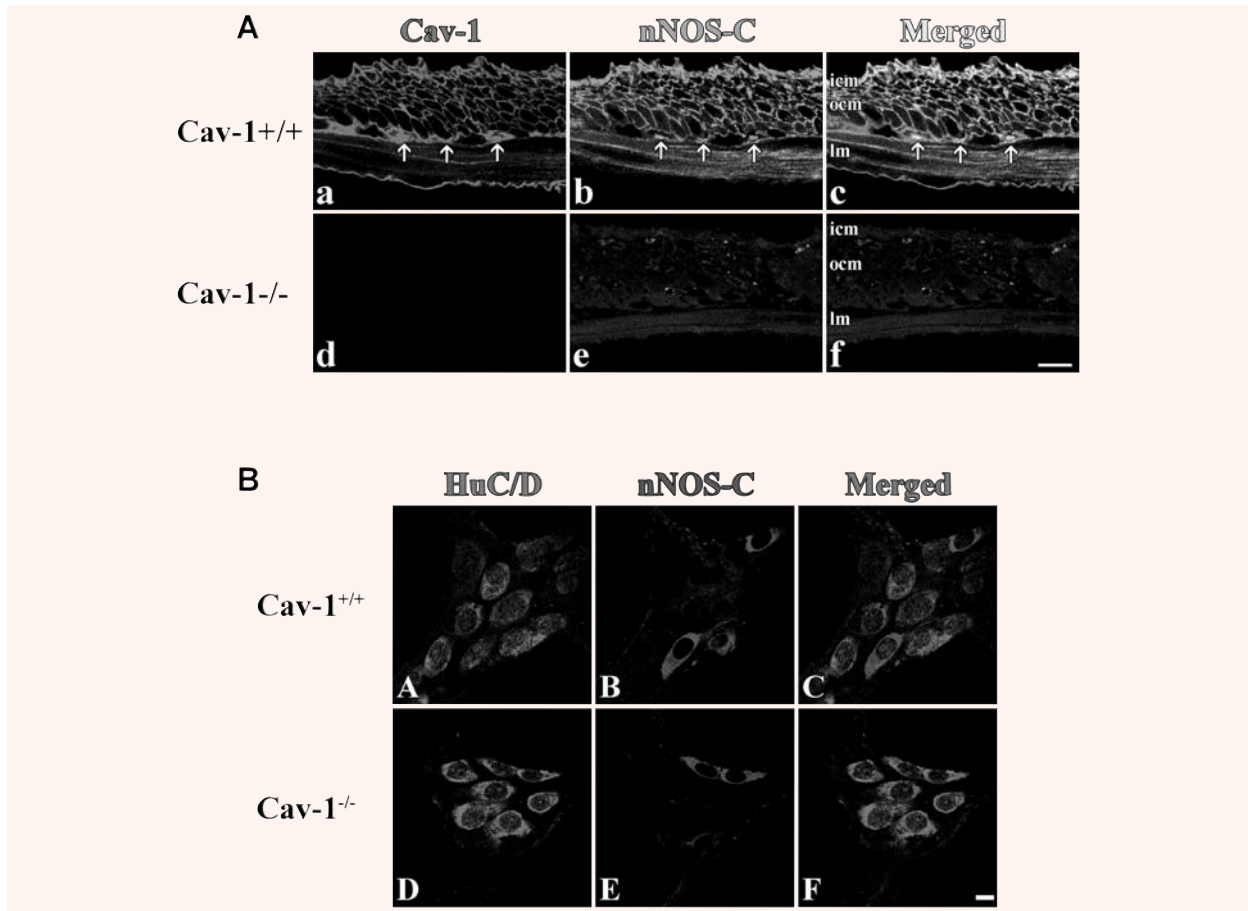 A
Cav-1 nNOS-C Merged
Cav-1+/+
a b c
icm
ocm
lm
Cav-1-/-
d e f
icm
ocm
lm
B
HuC/D nNOS-C Merged
Cav-1+/+
A B C
Cav-1-/-
D E F